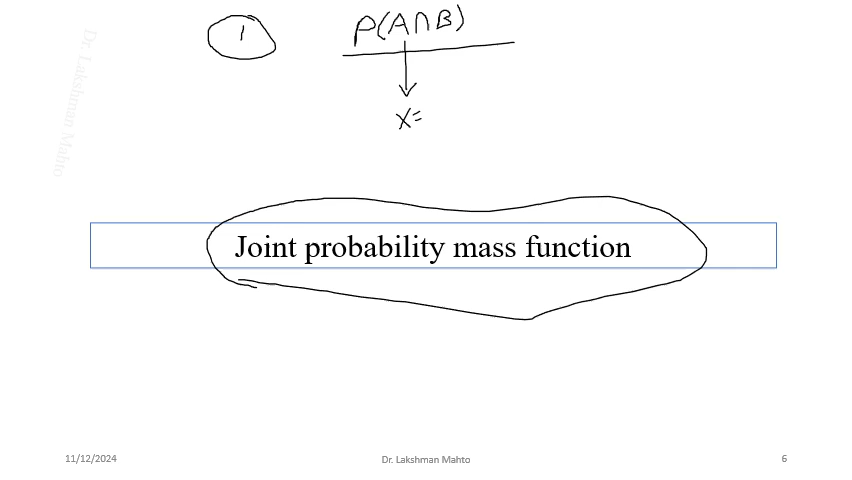 1 P(A∩B)
x=
Joint probability mass function
11/12/2024 Dr. Lakshman Mahto 6
Dr. Lakshman Mahto